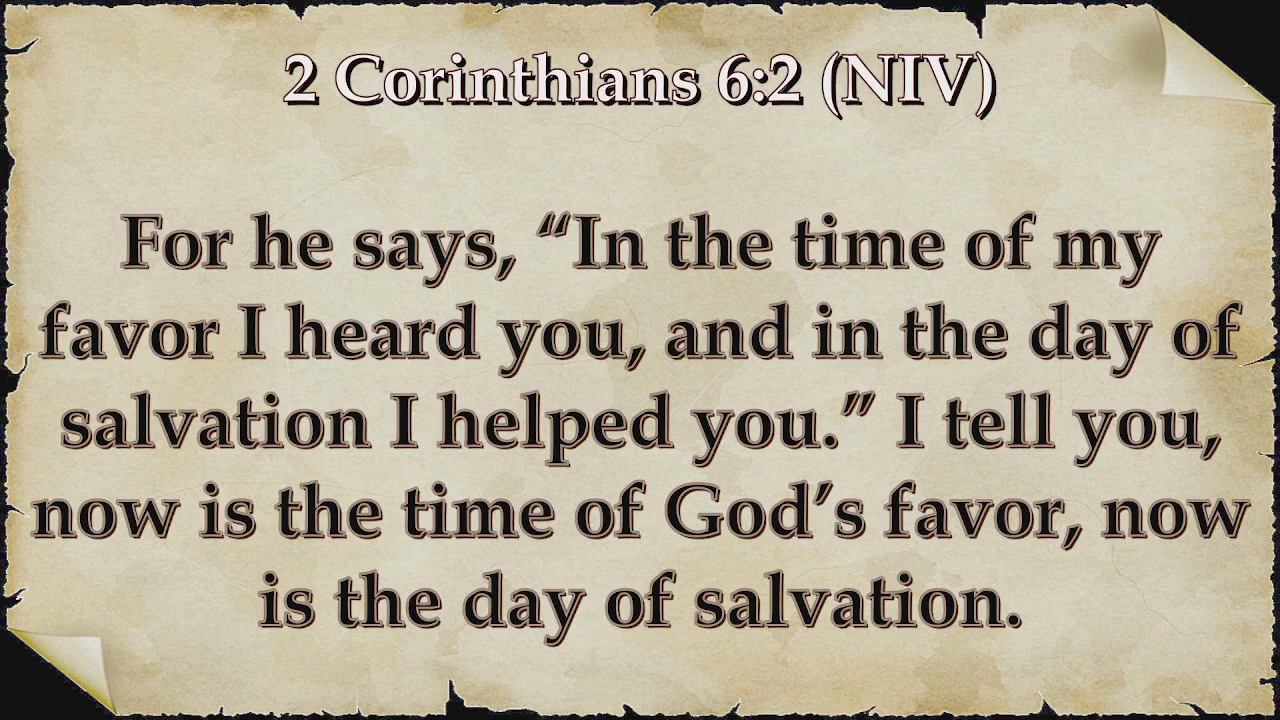 2 Corinthians 6:2 (NIV)
For he says, “In the time of my
favor I heard you, and in the day of
salvation I helped you.” I tell you,
now is the time of God’s favor, now
is the day of salvation.